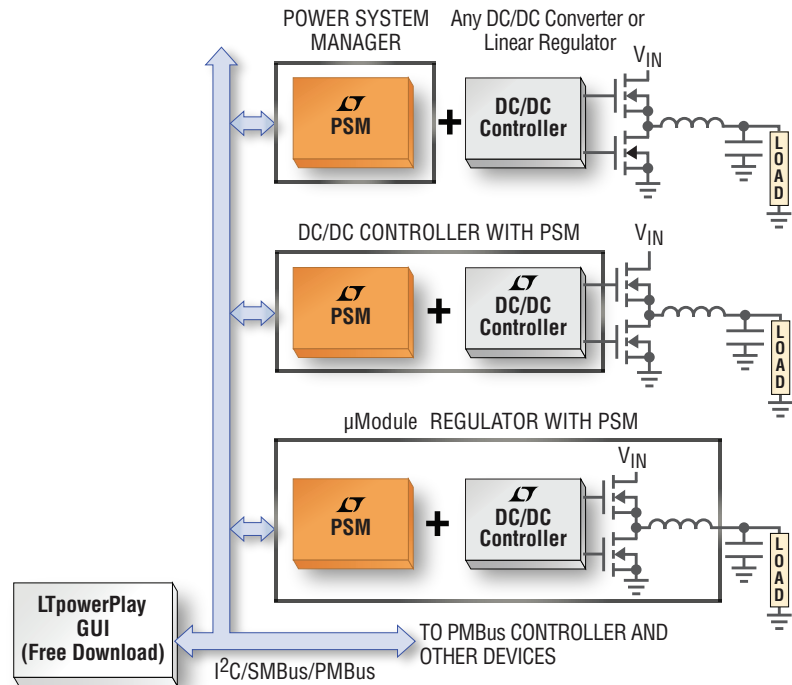 POWER SYSTEM
MANAGER
Any DC/DC Converter or
Linear Regulator
PSM
+
DC/DC
Controller
VIN
LOAD
DC/DC CONTROLLER WITH PSM
PSM
+
DC/DC
Controller
VIN
LOAD
µModule REGULATOR WITH PSM
PSM
+
DC/DC
Controller
VIN
LOAD
LTpowerPlay
GUI
(Free Download)
I²C/SMBus/PMBus
TO PMBus CONTROLLER AND
OTHER DEVICES